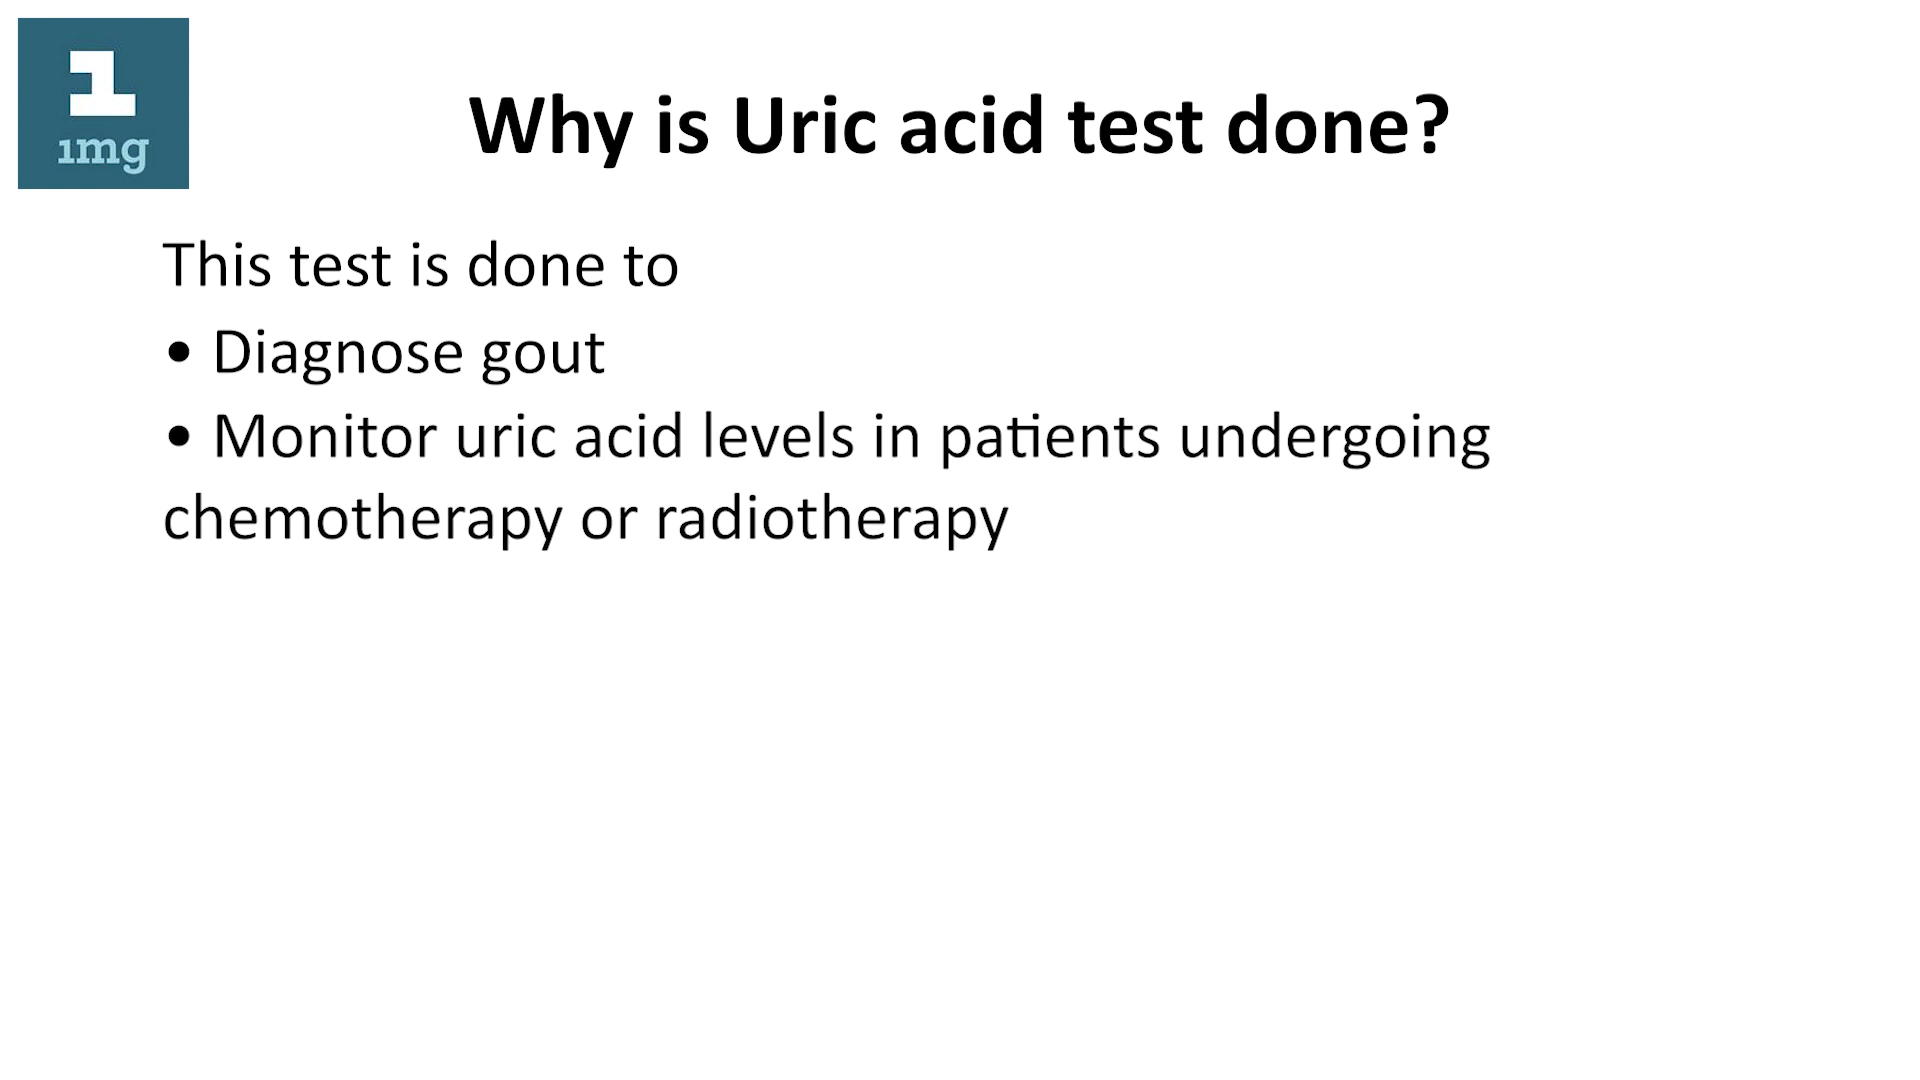 1
1mg
Why is Uric acid test done?
This test is done to
• Diagnose gout
• Monitor uric acid levels in patients undergoing
chemotherapy or radiotherapy